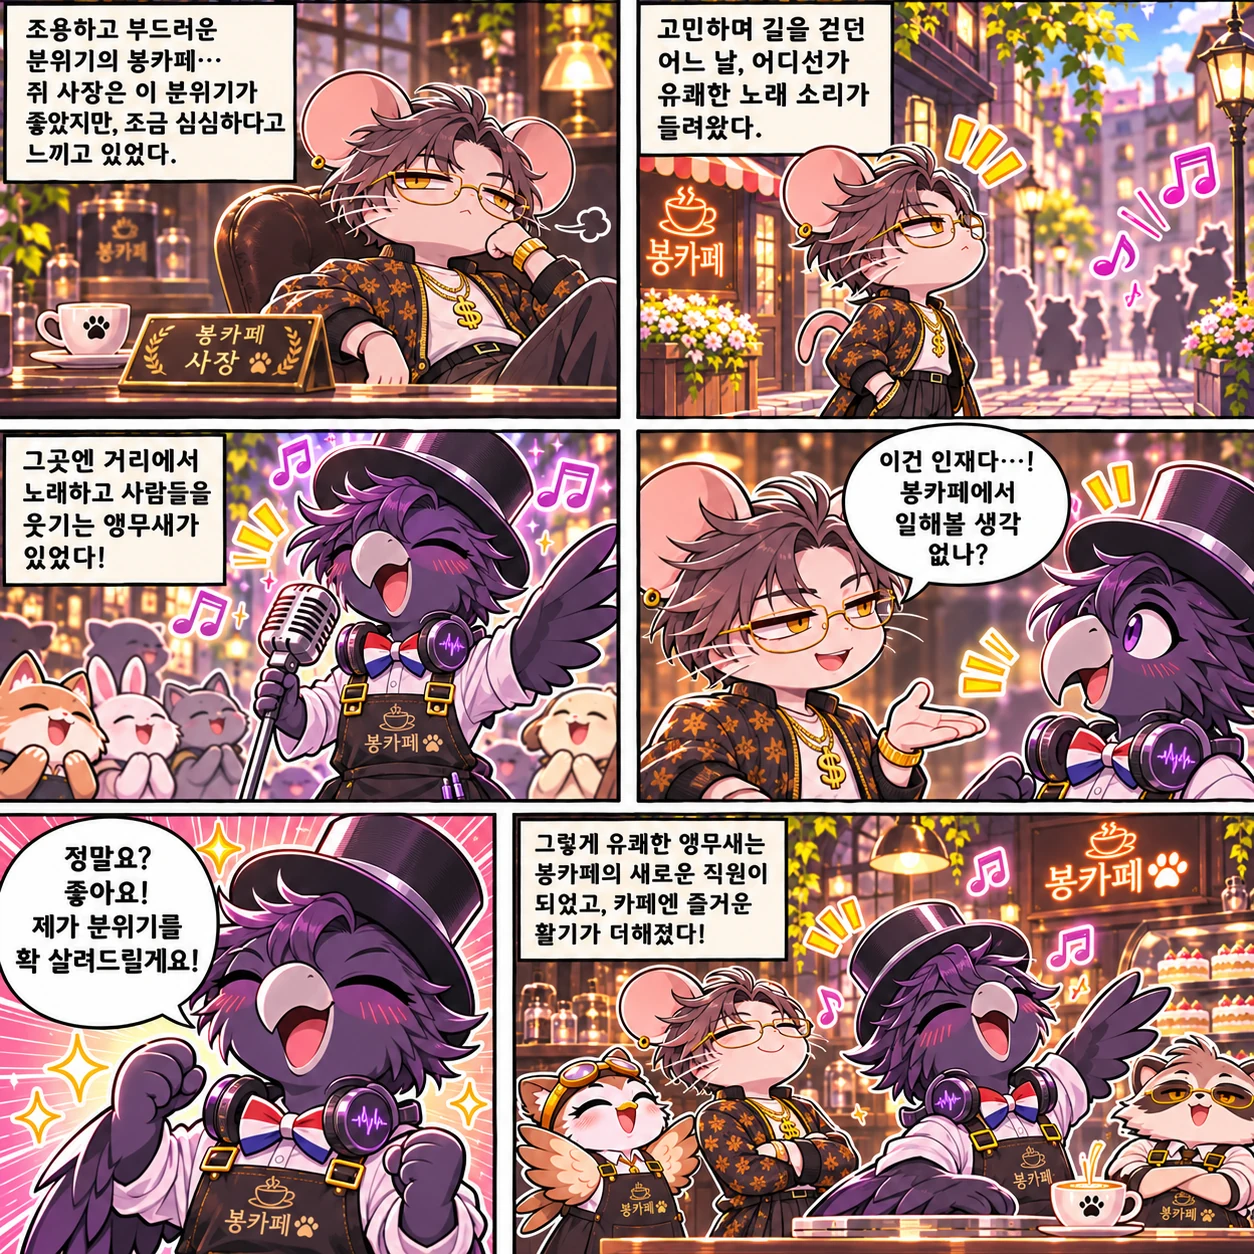 조용하고 부드러운
분위기의 봉카페…
쥐 사장은 이 분위기가
좋았지만, 조금 심심하다고
느끼고 있었다.
봉카페
봉카페
사장
$
고민하며 길을 걷던
어느 날, 어디선가
유쾌한 노래 소리가
들려왔다.
봉카페
$
그곳엔 거리에서
노래하고 사람들을
웃기는 앵무새가
있었다!
봉카페
이건 인재다…!
봉카페에서
일해볼 생각
없나?
$
정말요?
좋아요!
제가 분위기를
확 살려드릴게요!
봉카페
그렇게 유쾌한 앵무새는
봉카페의 새로운 직원이
되었고, 카페엔 즐거운
활기가 더해졌다!
봉카페
$
봉카페
봉카페
봉카페